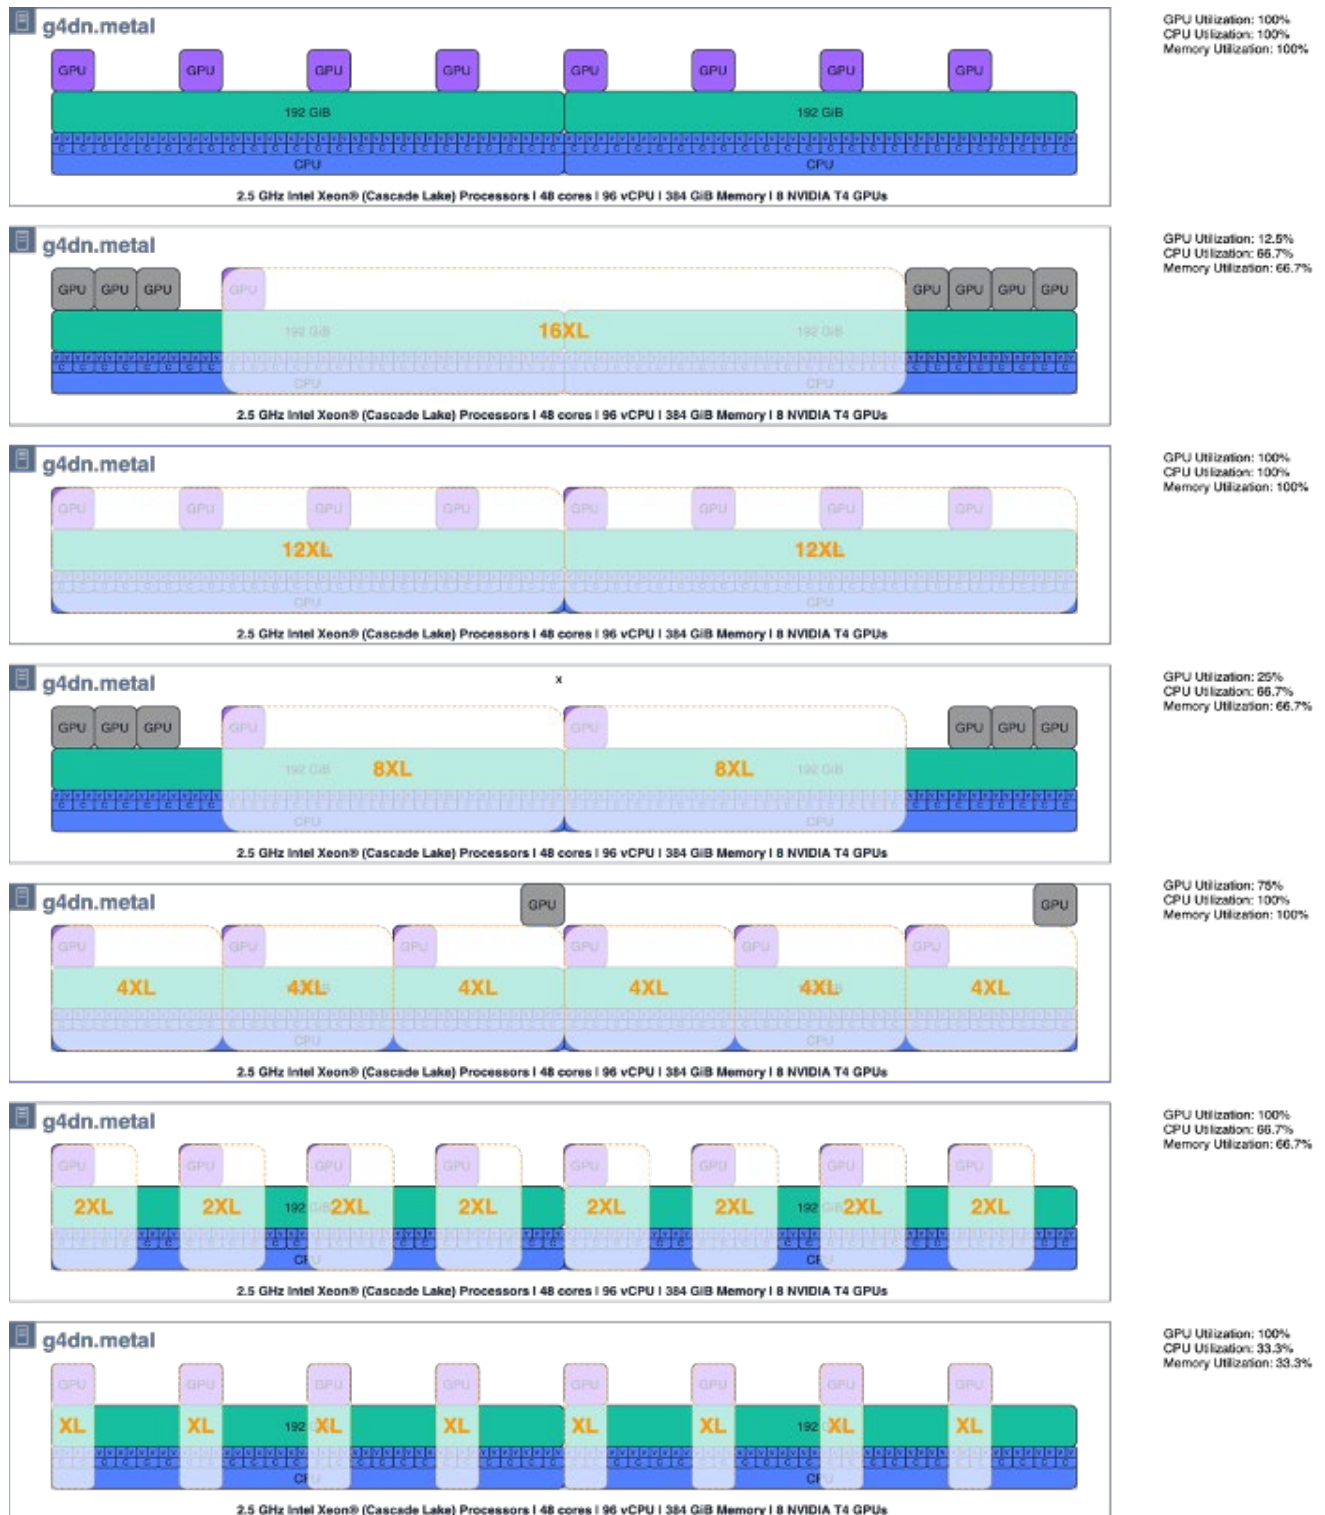 g4dn.metal
GPU Utilization: 100%
CPU Utilization: 100%
Memory Utilization: 100%
GPU GPU GPU GPU GPU GPU GPU GPU
192 GiB 192 GiB
CPU CPU
2.5 GHz Intel Xeon® (Cascade Lake) Processors | 48 cores | 96 vCPU | 384 GiB Memory | 8 NVIDIA T4 GPUs
g4dn.metal
GPU Utilization: 12.5%
CPU Utilization: 66.7%
Memory Utilization: 66.7%
GPU GPU GPU GPU GPU GPU GPU GPU
192 GiB 16XL 192 GiB
CPU CPU
2.5 GHz Intel Xeon® (Cascade Lake) Processors | 48 cores | 96 vCPU | 384 GiB Memory | 8 NVIDIA T4 GPUs
g4dn.metal
GPU Utilization: 100%
CPU Utilization: 100%
Memory Utilization: 100%
GPU GPU GPU GPU GPU GPU GPU GPU
12XL 12XL
CPU CPU
2.5 GHz Intel Xeon® (Cascade Lake) Processors | 48 cores | 96 vCPU | 384 GiB Memory | 8 NVIDIA T4 GPUs
g4dn.metal
x
GPU Utilization: 25%
CPU Utilization: 66.7%
Memory Utilization: 66.7%
GPU GPU GPU GPU GPU GPU GPU GPU
192 GiB 8XL 8XL 192 GiB
CPU CPU
2.5 GHz Intel Xeon® (Cascade Lake) Processors | 48 cores | 96 vCPU | 384 GiB Memory | 8 NVIDIA T4 GPUs
g4dn.metal
GPU GPU
GPU Utilization: 75%
CPU Utilization: 100%
Memory Utilization: 100%
GPU GPU GPU GPU GPU GPU
4XL 4XL 4XL 4XL 4XL 4XL
CPU CPU
2.5 GHz Intel Xeon® (Cascade Lake) Processors | 48 cores | 96 vCPU | 384 GiB Memory | 8 NVIDIA T4 GPUs
g4dn.metal
GPU Utilization: 100%
CPU Utilization: 66.7%
Memory Utilization: 66.7%
GPU GPU GPU GPU GPU GPU GPU GPU
2XL 2XL 192 GiB 2XL 2XL 2XL 2XL 192 GiB 2XL 2XL
CPU CPU
2.5 GHz Intel Xeon® (Cascade Lake) Processors | 48 cores | 96 vCPU | 384 GiB Memory | 8 NVIDIA T4 GPUs
g4dn.metal
GPU Utilization: 100%
CPU Utilization: 33.3%
Memory Utilization: 33.3%
GPU GPU GPU GPU GPU GPU GPU GPU
XL XL 192 XL XL XL XL 192 XL XL
CPU CPU
2.5 GHz Intel Xeon® (Cascade Lake) Processors | 48 cores | 96 vCPU | 384 GiB Memory | 8 NVIDIA T4 GPUs